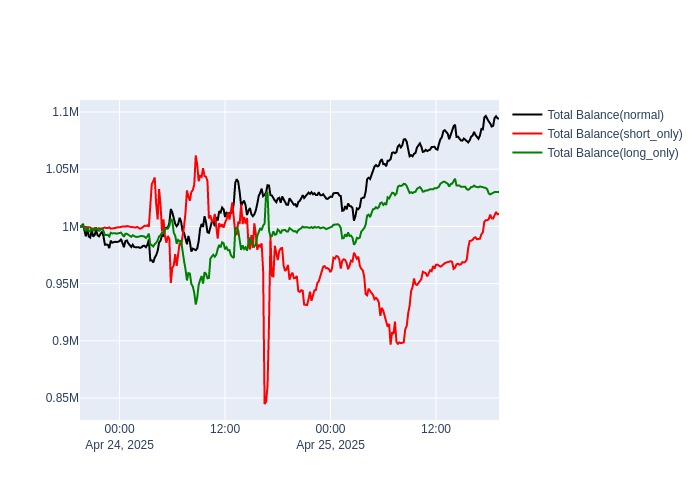 1.1M
1.05M
1M
0.95M
0.9M
0.85M
00:00
Apr 24, 2025
12:00
00:00
Apr 25, 2025
12:00
Total Balance(normal)
Total Balance(short_only)
Total Balance(long_only)